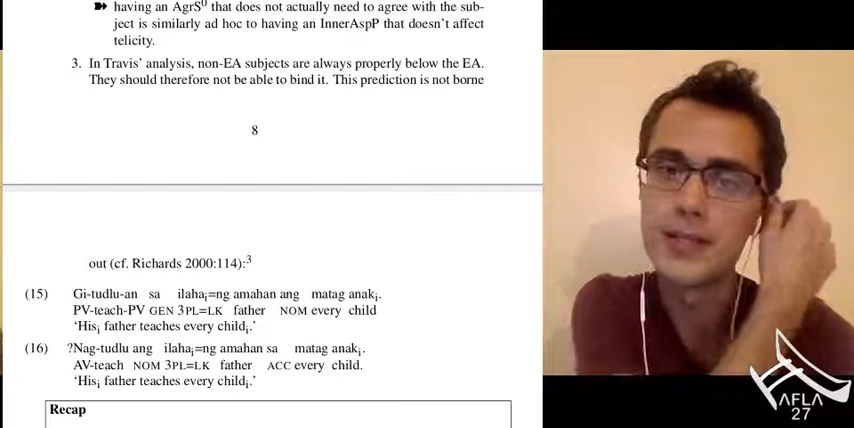 ➽ having an AgrS⁰ that does not actually need to agree with the sub-
ject is similarly ad hoc to having an InnerAspP that doesn't affect
telicity.
3. In Travis' analysis, non-EA subjects are always properly below the EA.
They should therefore not be able to bind it. This prediction is not borne
8
out (cf. Richards 2000:114):³
(15) Gi-tudlu-an sa ilahaᵢ=ng amahan ang matag anakᵢ.
PV-teach-PV GEN 3PL=LK father NOM every child
'Hisᵢ father teaches every childᵢ.'
(16) ?Nag-tudlu ang ilahaᵢ=ng amahan sa matag anakᵢ.
AV-teach NOM 3PL=LK father ACC every child.
'Hisᵢ father teaches every childᵢ.'
Recap
AFLA
27